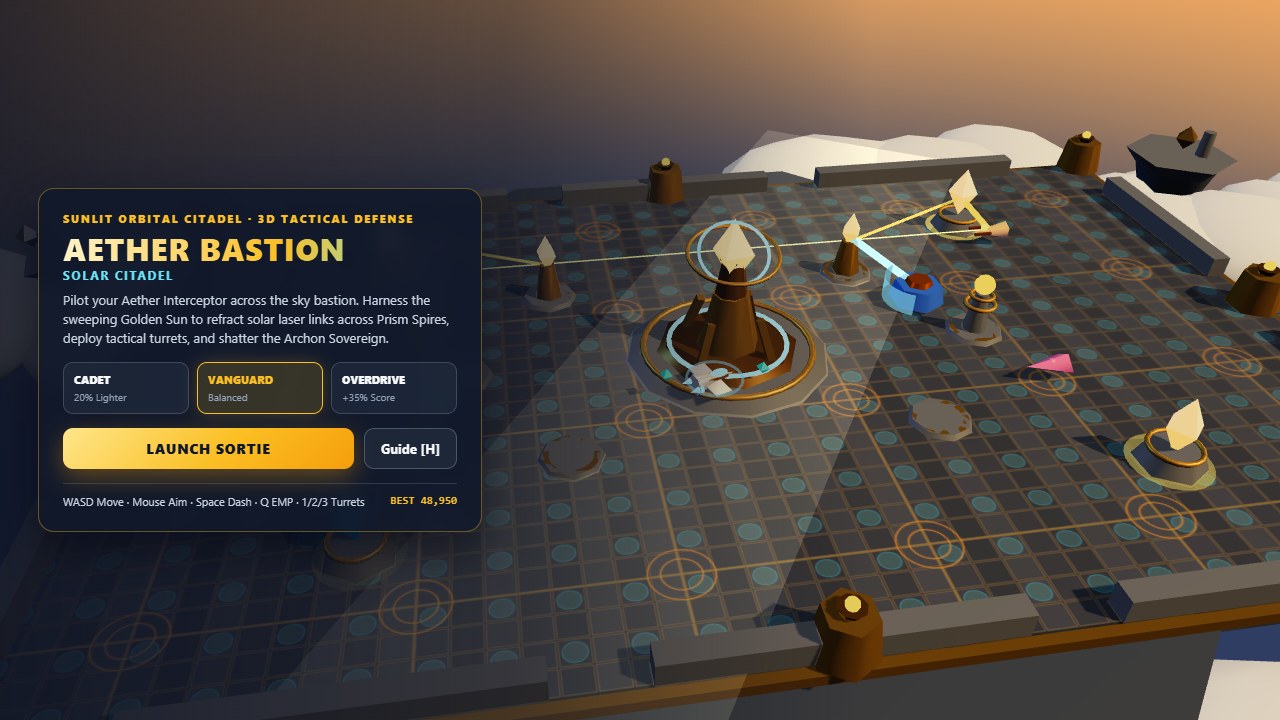 SUNLIT ORBITAL CITADEL · 3D TACTICAL DEFENSE
AETHER BASTION
SOLAR CITADEL
Pilot your Aether Interceptor across the sky bastion. Harness the
sweeping Golden Sun to refract solar laser links across Prism Spires,
deploy tactical turrets, and shatter the Archon Sovereign.
CADET
20% Lighter
VANGUARD
Balanced
OVERDRIVE
+35% Score
LAUNCH SORTIE
Guide [H]
WASD Move · Mouse Aim · Space Dash · Q EMP · 1/2/3 Turrets
BEST 48,950